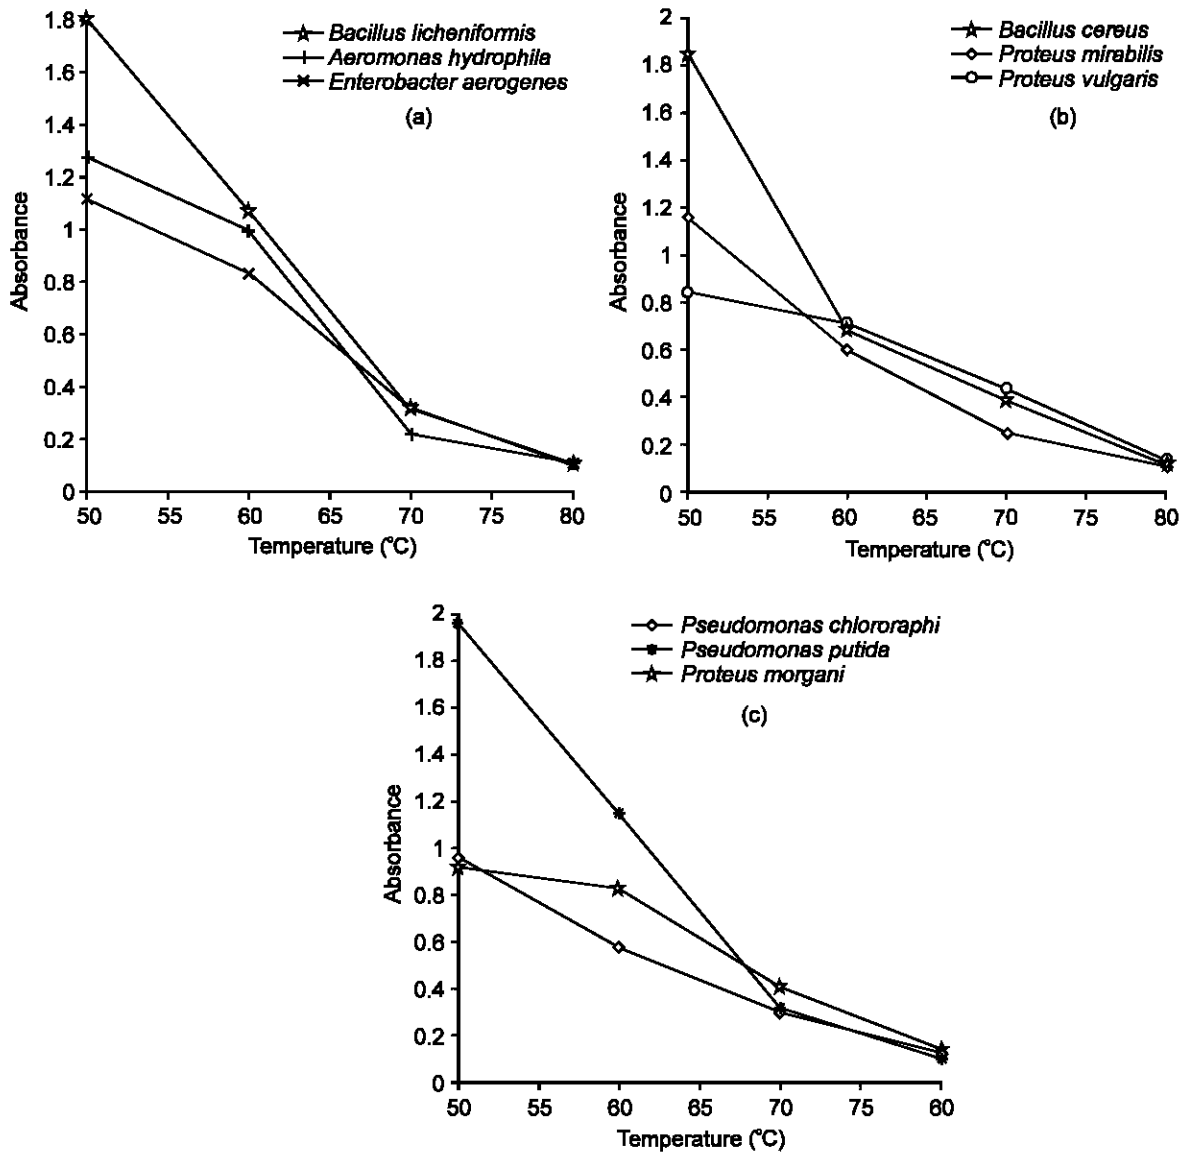 1.8
1.6
1.4
1.2
1
0.8
0.6
0.4
0.2
0
Absorbance
Bacillus licheniformis
Aeromonas hydrophila
Enterobacter aerogenes
(a)
50 55 60 65 70 75 80
Temperature (°C)
2
1.8
1.6
1.4
1.2
1
0.8
0.6
0.4
0.2
0
Absorbance
Bacillus cereus
Proteus mirabilis
Proteus vulgaris
(b)
50 55 60 65 70 75 80
Temperature (°C)
2
1.8
1.6
1.4
1.2
1
0.8
0.6
0.4
0.2
0
Absorbance
Pseudomonas chlororaphi
Pseudomonas putida
Proteus morgani
(c)
50 55 60 65 70 75 60
Temperature (°C)